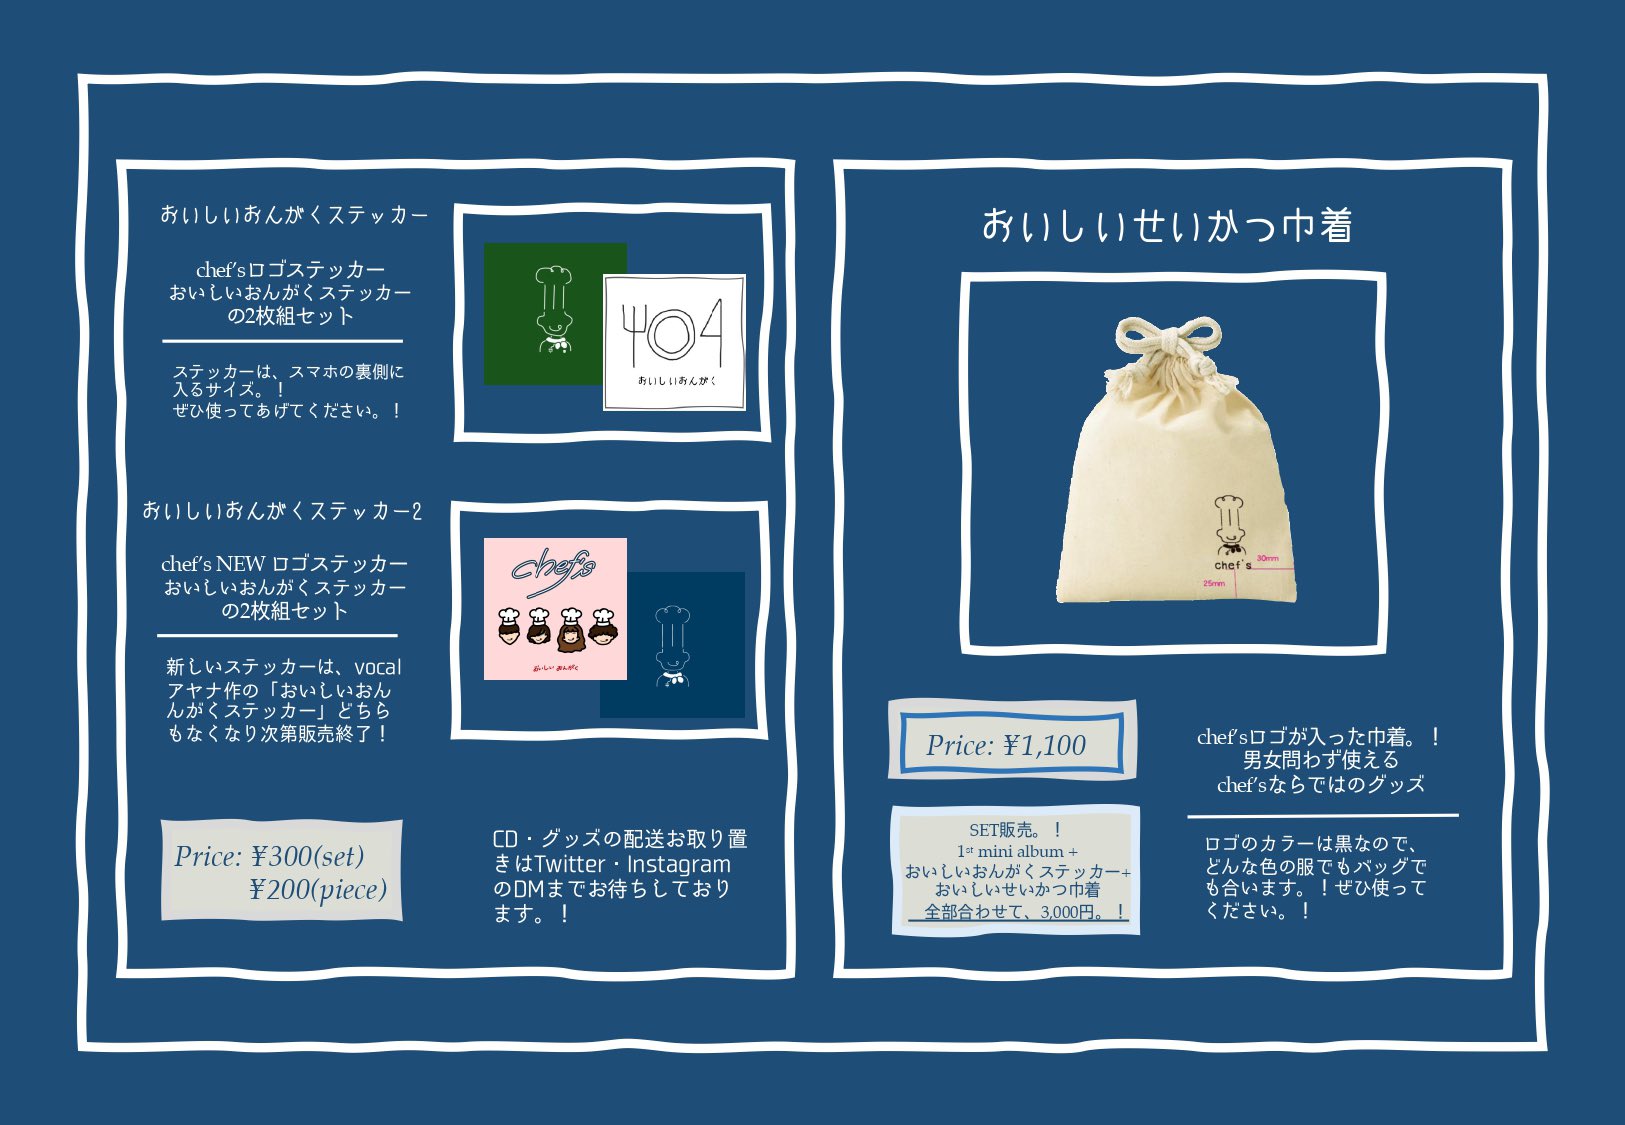 おいしいおんがくステッカー
chef'sロゴステッカー
おいしいおんがくステッカー
の2枚組セット
ステッカーは、スマホの裏側に
入るサイズ。！
ぜひ使ってあげてください。！
おいしいおんがく
おいしいおんがくステッカー2
chef's NEW ロゴステッカー
おいしいおんがくステッカー
の2枚組セット
新しいステッカーは、vocal
アヤナ作の「おいしいおん
んがくステッカー」どちら
もなくなり次第販売終了！
chef's
おいしいおんがく
Price: ¥300(set)
¥200(piece)
CD・グッズの配送お取り置
きはTwitter・Instagram
のDMまでお待ちしており
ます。！
おいしいせいかつ巾着
chef's
30mm
25mm
Price: ¥1,100
SET販売。！
1st mini album +
おいしいおんがくステッカー+
おいしいせいかつ巾着
全部合わせて、3,000円。！
chef'sロゴが入った巾着。！
男女問わず使える
chef'sならではのグッズ
ロゴのカラーは黒なので、
どんな色の服でもバッグで
も合います。！ぜひ使って
ください。！